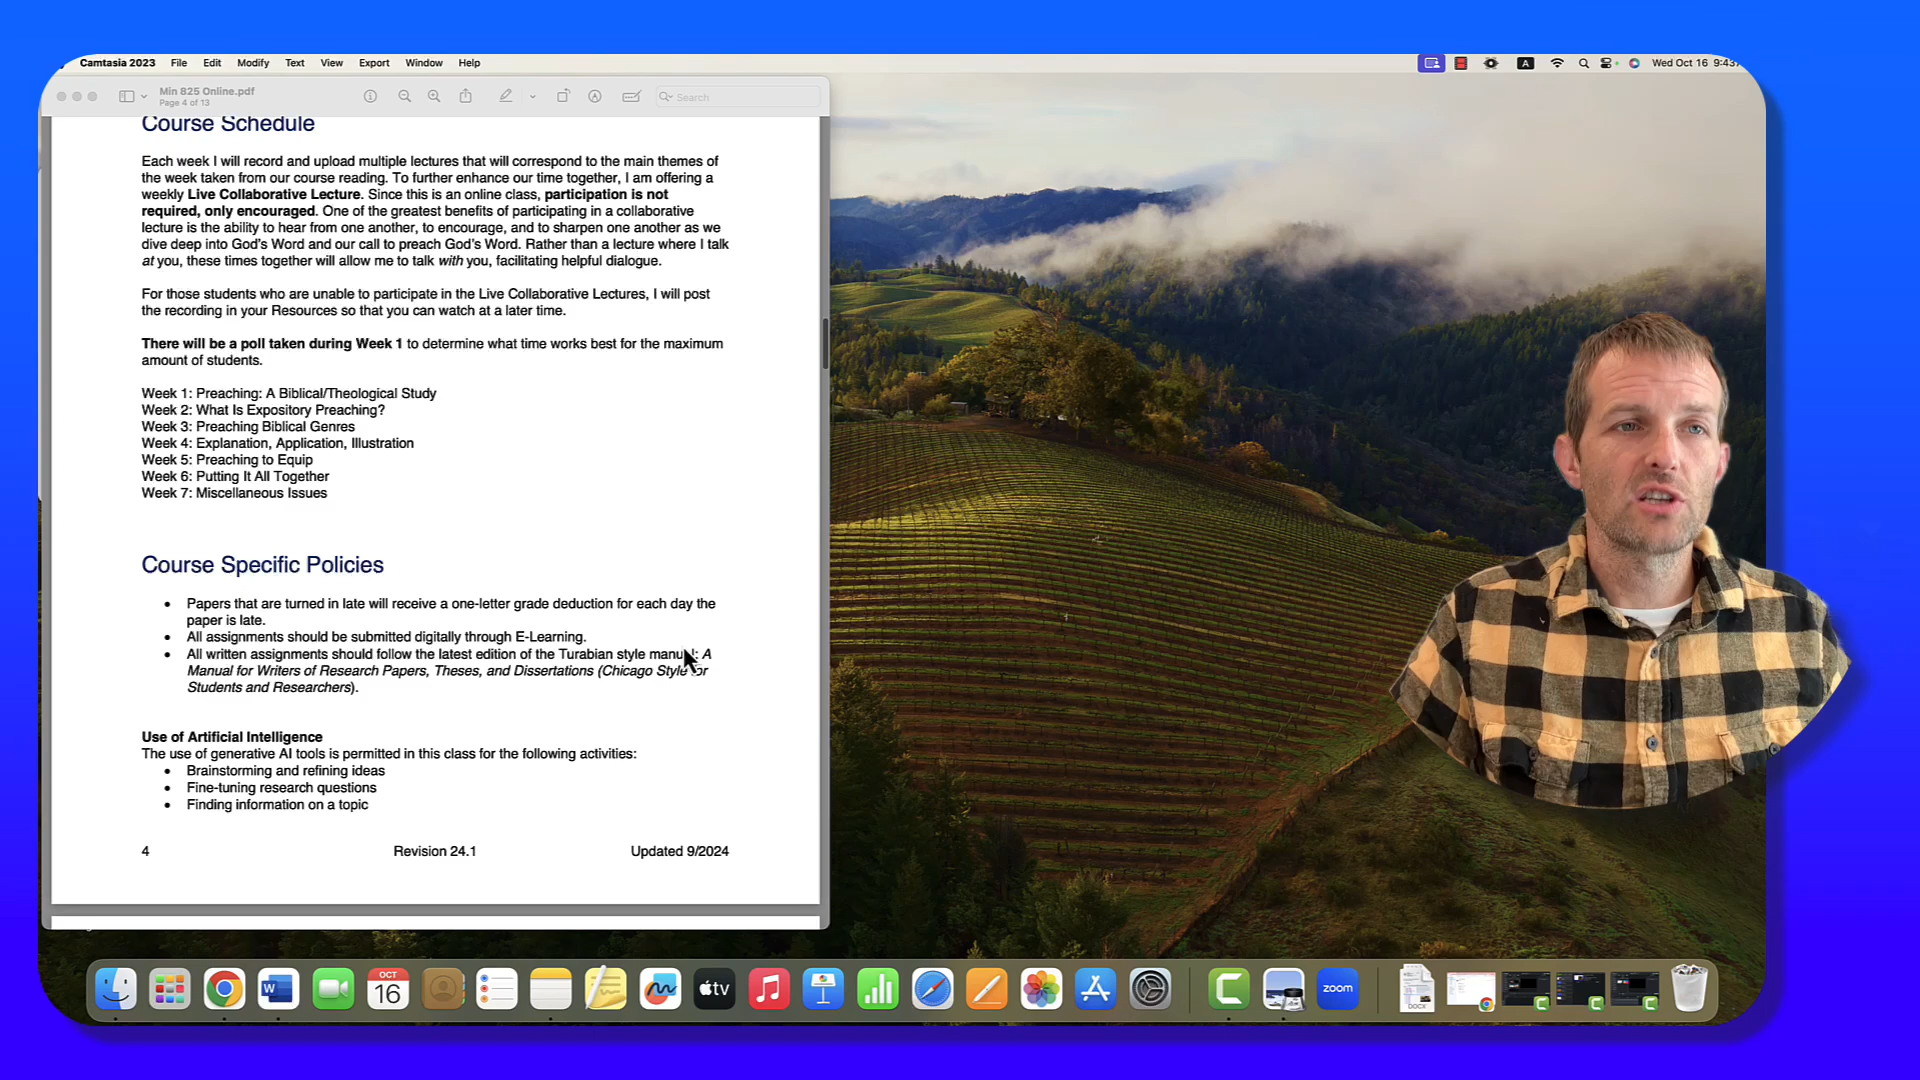 Camtasia 2023 File Edit Modify Text View Export Window Help A Wed Oct 16 9:43
Min 825 Online.pdf
Page 4 of 13
Search
Course Schedule
Each week I will record and upload multiple lectures that will correspond to the main themes of
the week taken from our course reading. To further enhance our time together, I am offering a
weekly Live Collaborative Lecture. Since this is an online class, participation is not
required, only encouraged. One of the greatest benefits of participating in a collaborative
lecture is the ability to hear from one another, to encourage, and to sharpen one another as we
dive deep into God's Word and our call to preach God's Word. Rather than a lecture where I talk
at you, these times together will allow me to talk with you, facilitating helpful dialogue.
For those students who are unable to participate in the Live Collaborative Lectures, I will post
the recording in your Resources so that you can watch at a later time.
There will be a poll taken during Week 1 to determine what time works best for the maximum
amount of students.
Week 1: Preaching: A Biblical/Theological Study
Week 2: What Is Expository Preaching?
Week 3: Preaching Biblical Genres
Week 4: Explanation, Application, Illustration
Week 5: Preaching to Equip
Week 6: Putting It All Together
Week 7: Miscellaneous Issues
Course Specific Policies
• Papers that are turned in late will receive a one-letter grade deduction for each day the
paper is late.
• All assignments should be submitted digitally through E-Learning.
• All written assignments should follow the latest edition of the Turabian style manual: A
Manual for Writers of Research Papers, Theses, and Dissertations (Chicago Style for
Students and Researchers).
Use of Artificial Intelligence
The use of generative AI tools is permitted in this class for the following activities:
• Brainstorming and refining ideas
• Fine-tuning research questions
• Finding information on a topic
4 Revision 24.1 Updated 9/2024
W OCT
16 tv zoom DOCX